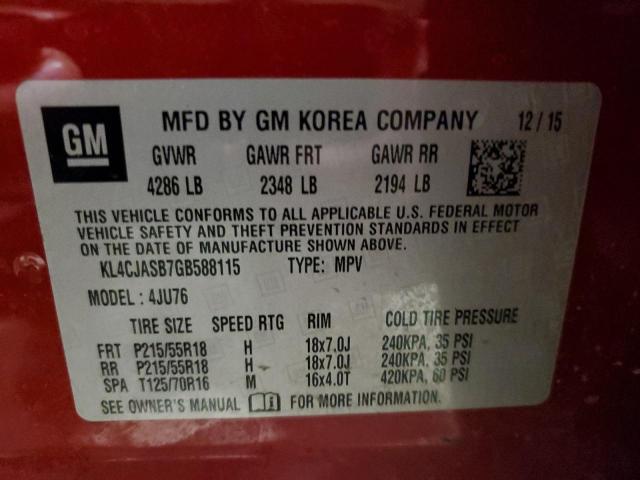 GM
MFD BY GM KOREA COMPANY 12/15
GVWR GAWR FRT GAWR RR
4286 LB 2348 LB 2194 LB
THIS VEHICLE CONFORMS TO ALL APPLICABLE U.S. FEDERAL MOTOR
VEHICLE SAFETY AND THEFT PREVENTION STANDARDS IN EFFECT
ON THE DATE OF MANUFACTURE SHOWN ABOVE.
KL4CJASB7GB588115 TYPE: MPV
MODEL: 4JU76
TIRE SIZE SPEED RTG RIM COLD TIRE PRESSURE
FRT P215/55R18 H 18x7.0J 240KPA, 35 PSI
RR P215/55R18 H 18x7.0J 240KPA, 35 PSI
SPA T125/70R16 M 16x4.0T 420KPA, 60 PSI
SEE OWNER'S MANUAL FOR MORE INFORMATION.